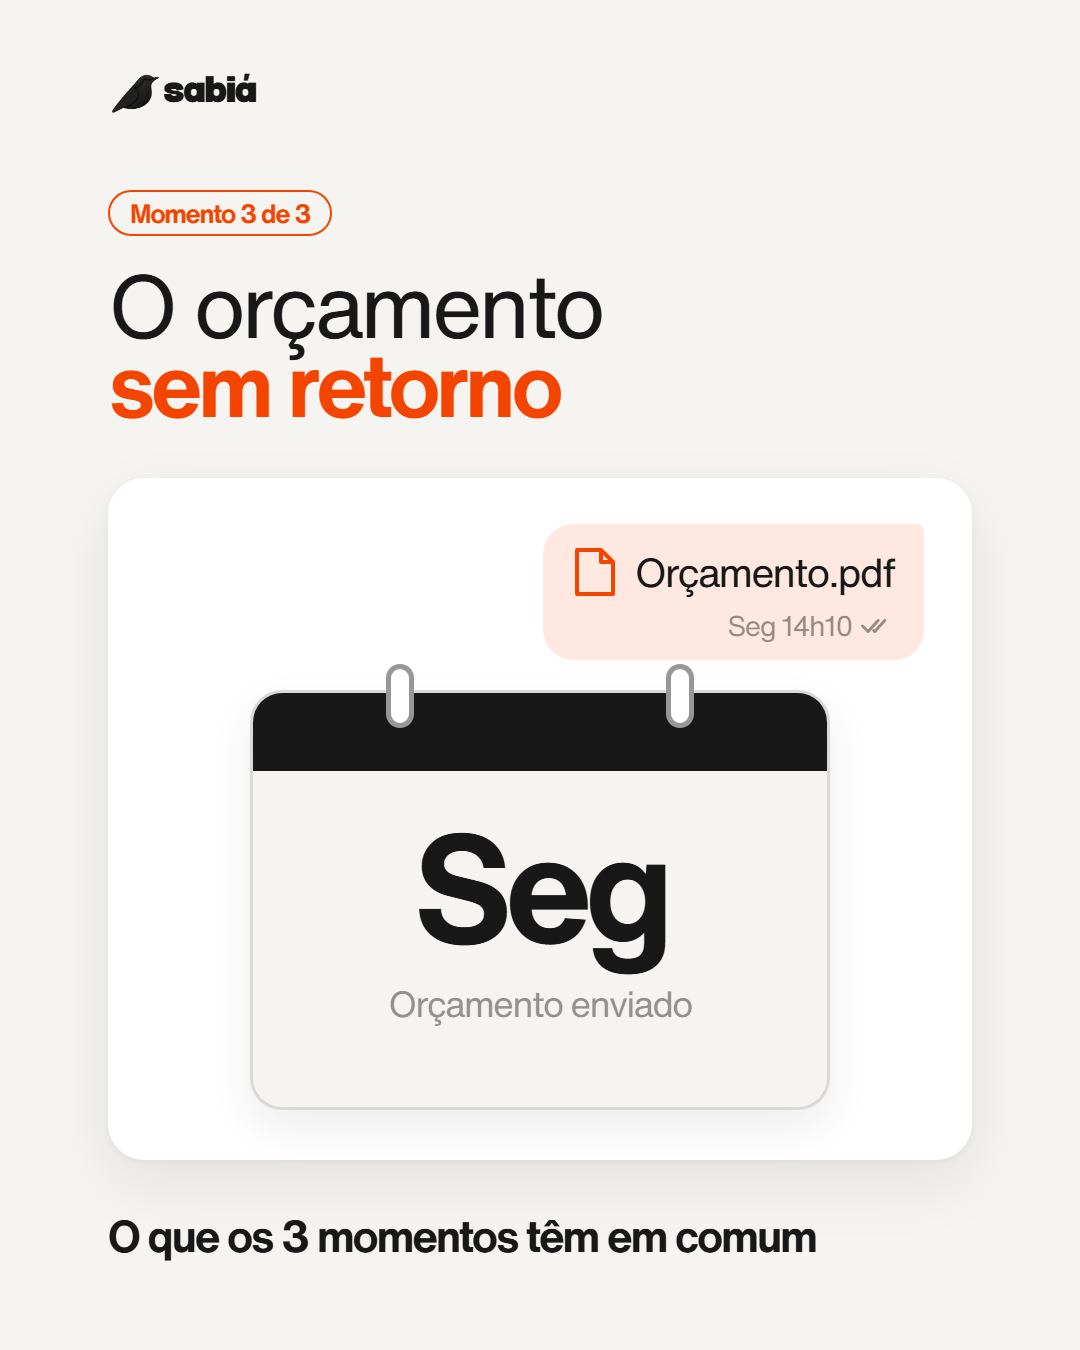 sabiá
Momento 3 de 3
O orçamento
sem retorno
Orçamento.pdf
Seg 14h10
Seg
Orçamento enviado
O que os 3 momentos têm em comum